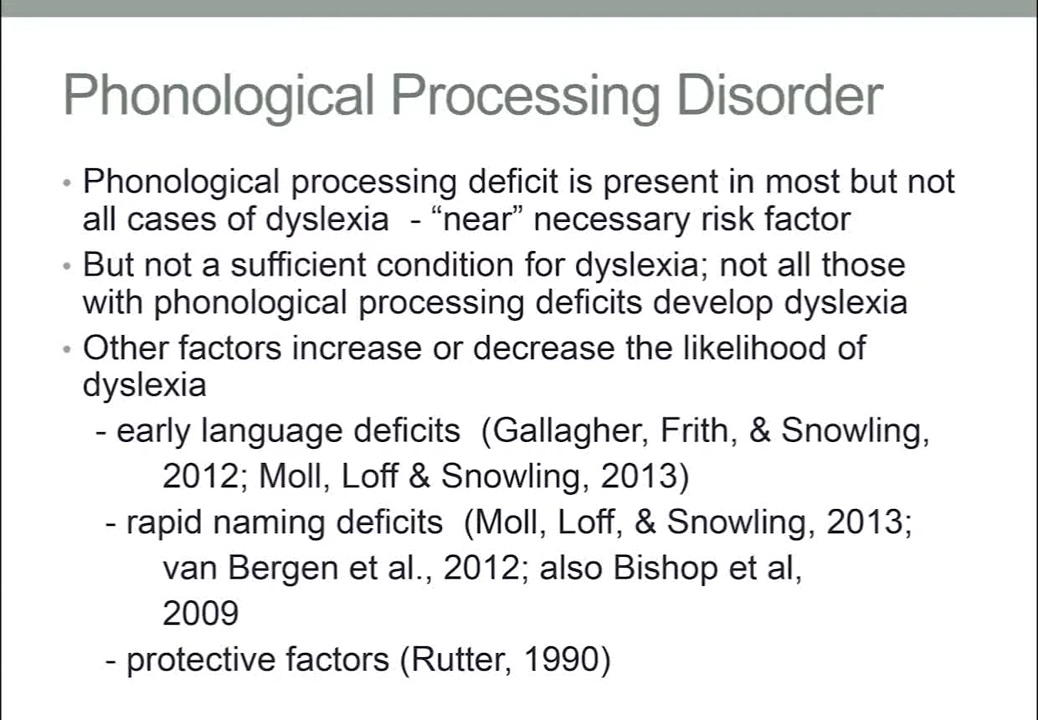 Phonological Processing Disorder
• Phonological processing deficit is present in most but not
all cases of dyslexia - “near” necessary risk factor
• But not a sufficient condition for dyslexia; not all those
with phonological processing deficits develop dyslexia
• Other factors increase or decrease the likelihood of
dyslexia
- early language deficits (Gallagher, Frith, & Snowling,
2012; Moll, Loff & Snowling, 2013)
- rapid naming deficits (Moll, Loff, & Snowling, 2013;
van Bergen et al., 2012; also Bishop et al,
2009
- protective factors (Rutter, 1990)